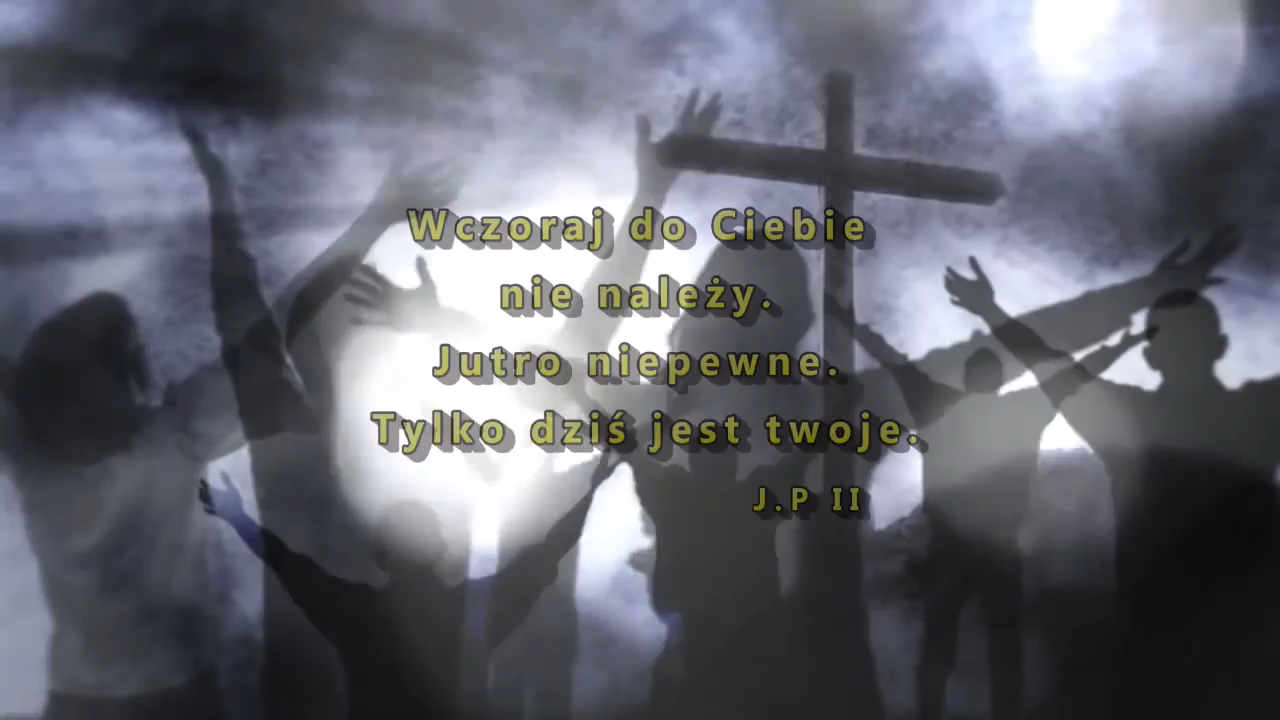 Wczoraj do Ciebie
nie należy.
Jutro niepewne.
Tylko dziś jest twoje.
J.P II